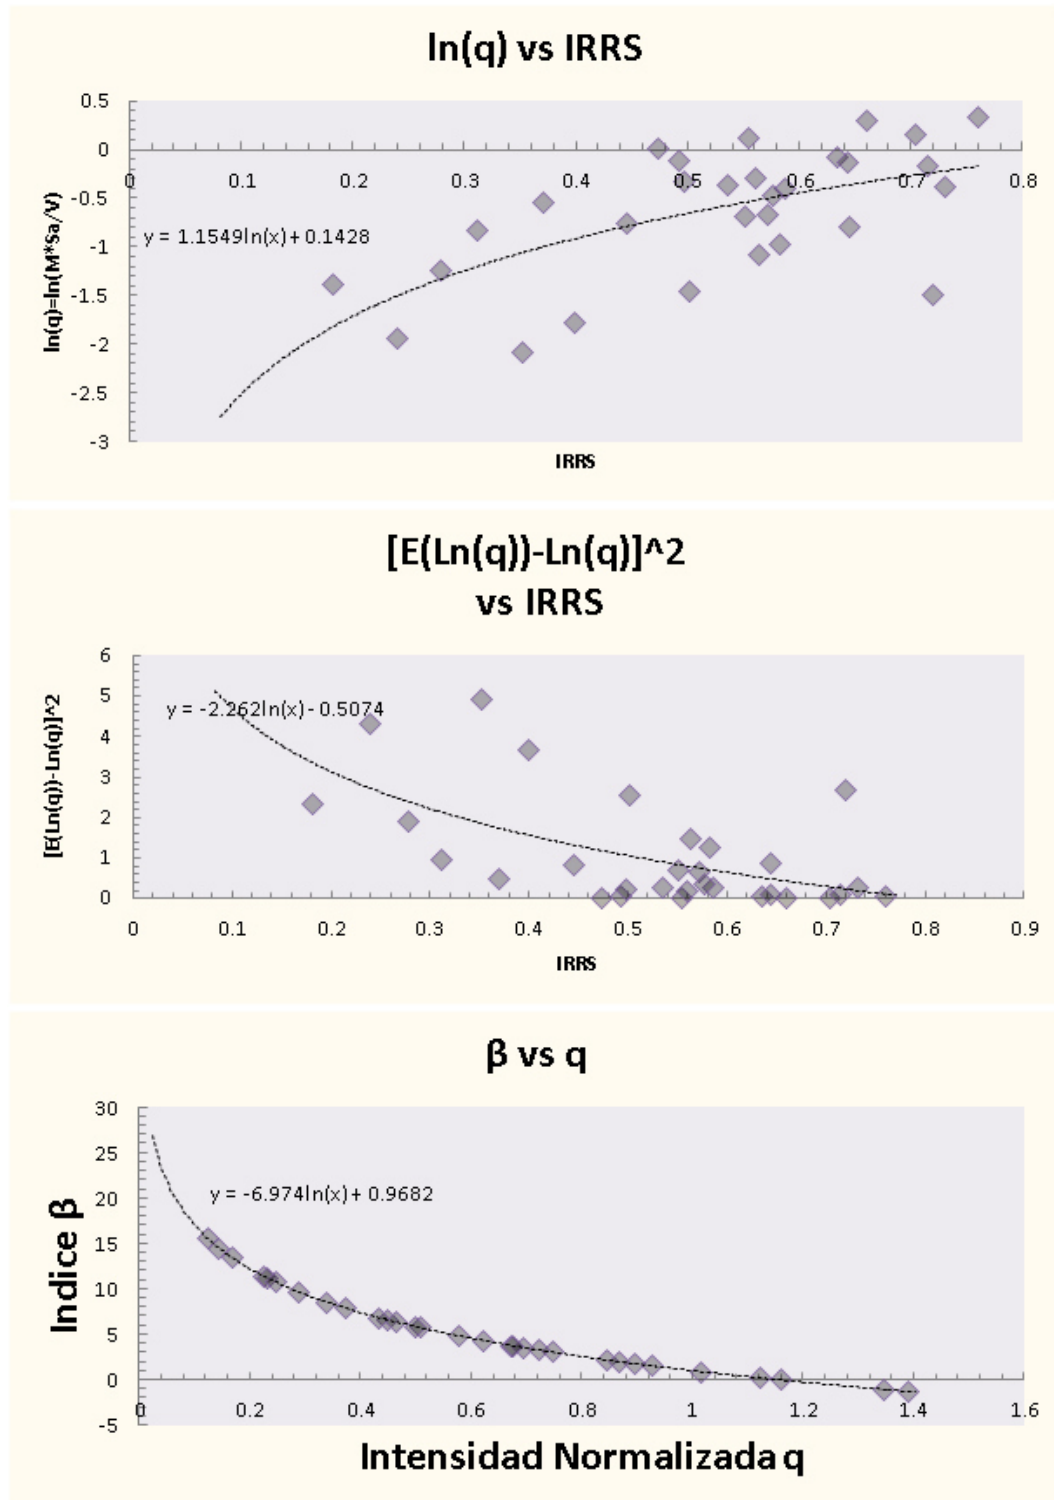 ln(q) vs IRRS
0.5
0
-0.5
-1
-1.5
-2
-2.5
-3
0 0.1 0.2 0.3 0.4 0.5 0.6 0.7 0.8
y = 1.1549ln(x)+ 0.1428
ln(q)=ln(M*Sa/V)
IRRS
[E(Ln(q))-Ln(q)]^2
vs IRRS
6
5
4
3
2
1
0
y = -2.262ln(x)- 0.5074
[E(Ln(q))-Ln(q)]^2
0 0.1 0.2 0.3 0.4 0.5 0.6 0.7 0.8 0.9
IRRS
β vs q
30
25
20
15
10
5
0
-5
y = -6.974ln(x)+ 0.9682
Indice β
0 0.2 0.4 0.6 0.8 1 1.2 1.4 1.6
Intensidad Normalizada q